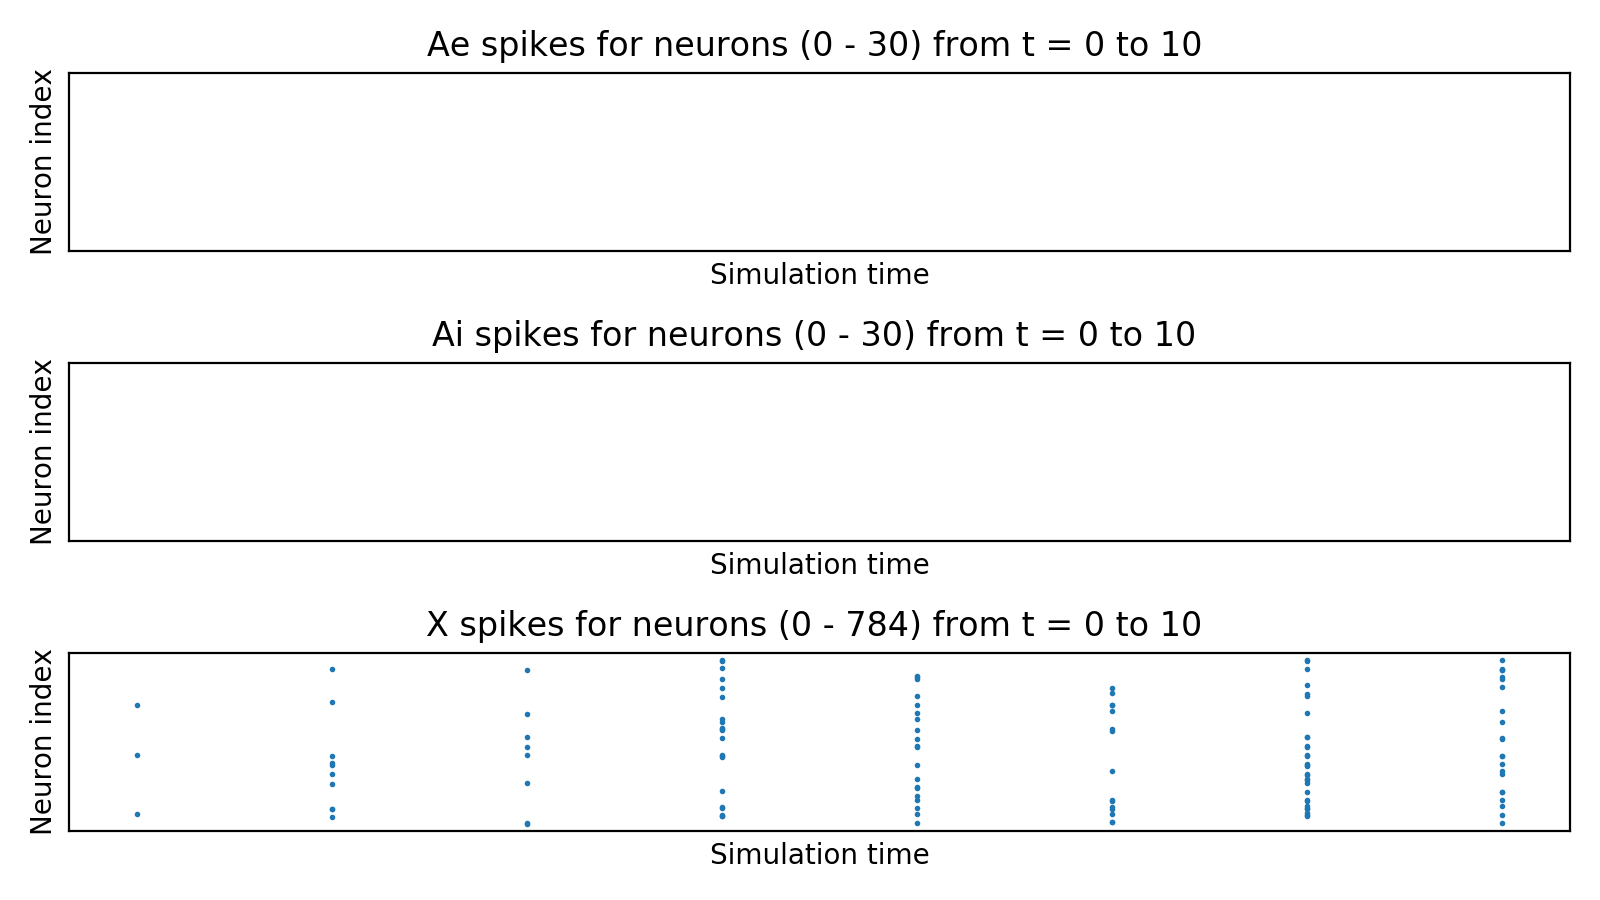 Ae spikes for neurons (0 - 30) from t = 0 to 10
Neuron index
Simulation time
Ai spikes for neurons (0 - 30) from t = 0 to 10
Neuron index
Simulation time
X spikes for neurons (0 - 784) from t = 0 to 10
Neuron index
Simulation time